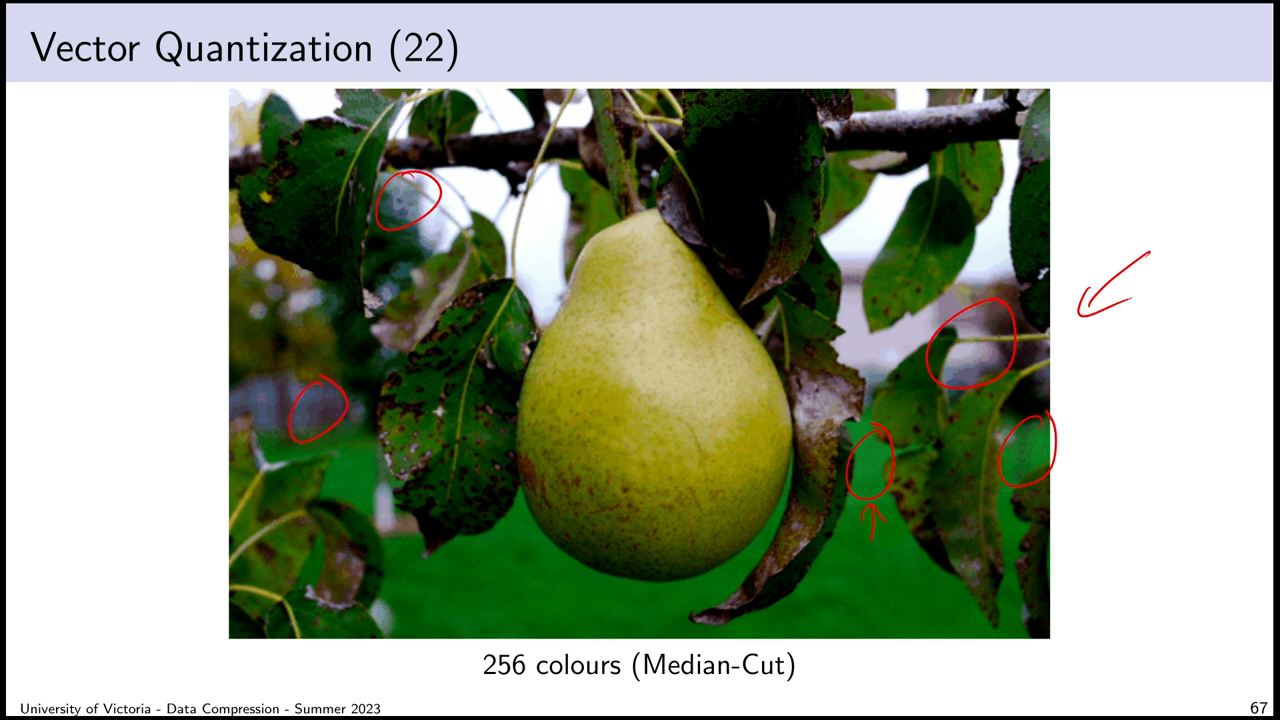 Vector Quantization (22)
256 colours (Median-Cut)
University of Victoria - Data Compression - Summer 2023
67